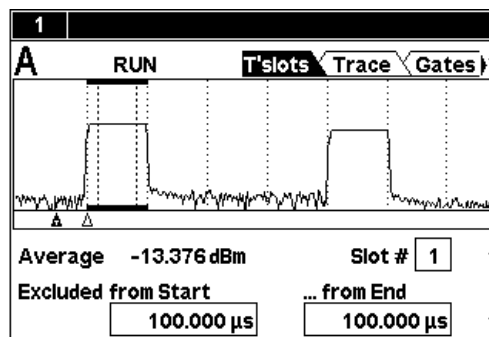 1
A RUN T'slots Trace Gates
Average -13.376 dBm Slot # 1
Excluded from Start ... from End
100.000 µs 100.000 µs